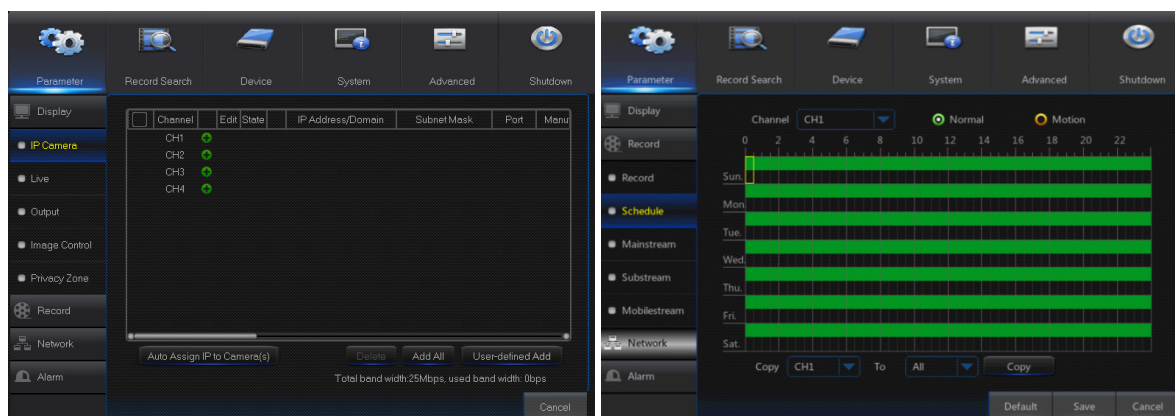 Parameter Record Search Device System Advanced Shutdown
Display
IP Camera
Live
Output
Image Control
Privacy Zone
Record
Network
Alarm
Channel Edit State IP Address/Domain Subnet Mask Port Manu
CH1
CH2
CH3
CH4
Auto Assign IP to Camera(s) Delete Add All User-defined Add
Total band width:25Mbps, used band width: 0bps
Cancel
Parameter Record Search Device System Advanced Shutdown
Display
Record
Record
Schedule
Mainstream
Substream
Mobilestream
Network
Alarm
Channel CH1 Normal Motion
0 2 4 6 8 10 12 14 16 18 20 22
Sun.
Mon.
Tue.
Wed.
Thu.
Fri.
Sat.
Copy CH1 To All Copy
Default Save Cancel